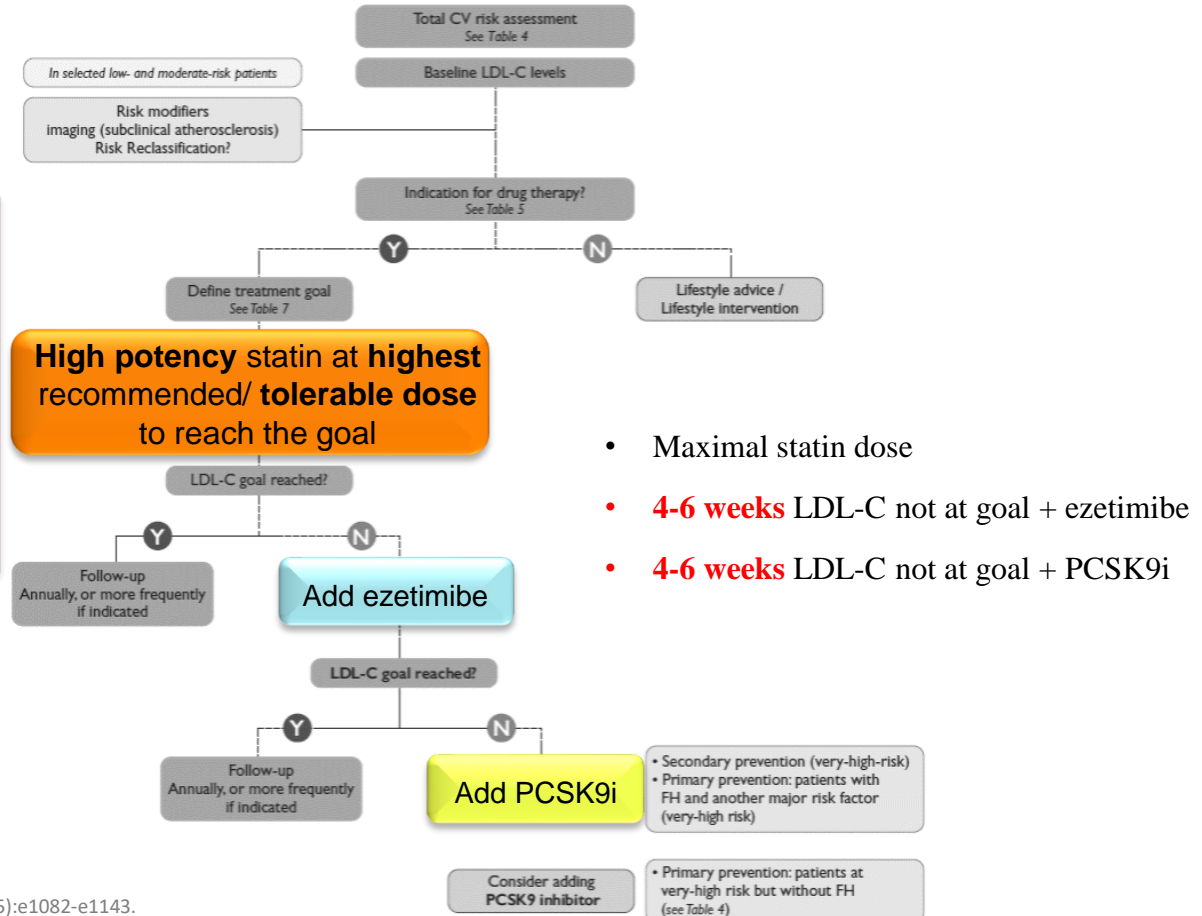 Total CV risk assessment
See Table 4
In selected low- and moderate-risk patients
Baseline LDL-C levels
Risk modifiers
imaging (subclinical atherosclerosis)
Risk Reclassification?
Indication for drug therapy?
See Table 5
Y
N
Define treatment goal
See Table 7
Lifestyle advice /
Lifestyle intervention
High potency statin at highest
recommended/ tolerable dose
to reach the goal
• Maximal statin dose
• 4-6 weeks LDL-C not at goal + ezetimibe
• 4-6 weeks LDL-C not at goal + PCSK9i
LDL-C goal reached?
Y
N
Follow-up
Annually, or more frequently
if indicated
Add ezetimibe
LDL-C goal reached?
Y
N
Follow-up
Annually, or more frequently
if indicated
Add PCSK9i
• Secondary prevention (very-high-risk)
• Primary prevention: patients with
FH and another major risk factor
(very-high risk)
Consider adding
PCSK9 inhibitor
• Primary prevention: patients at
very-high risk but without FH
(see Table 4)
):e1082-e1143.